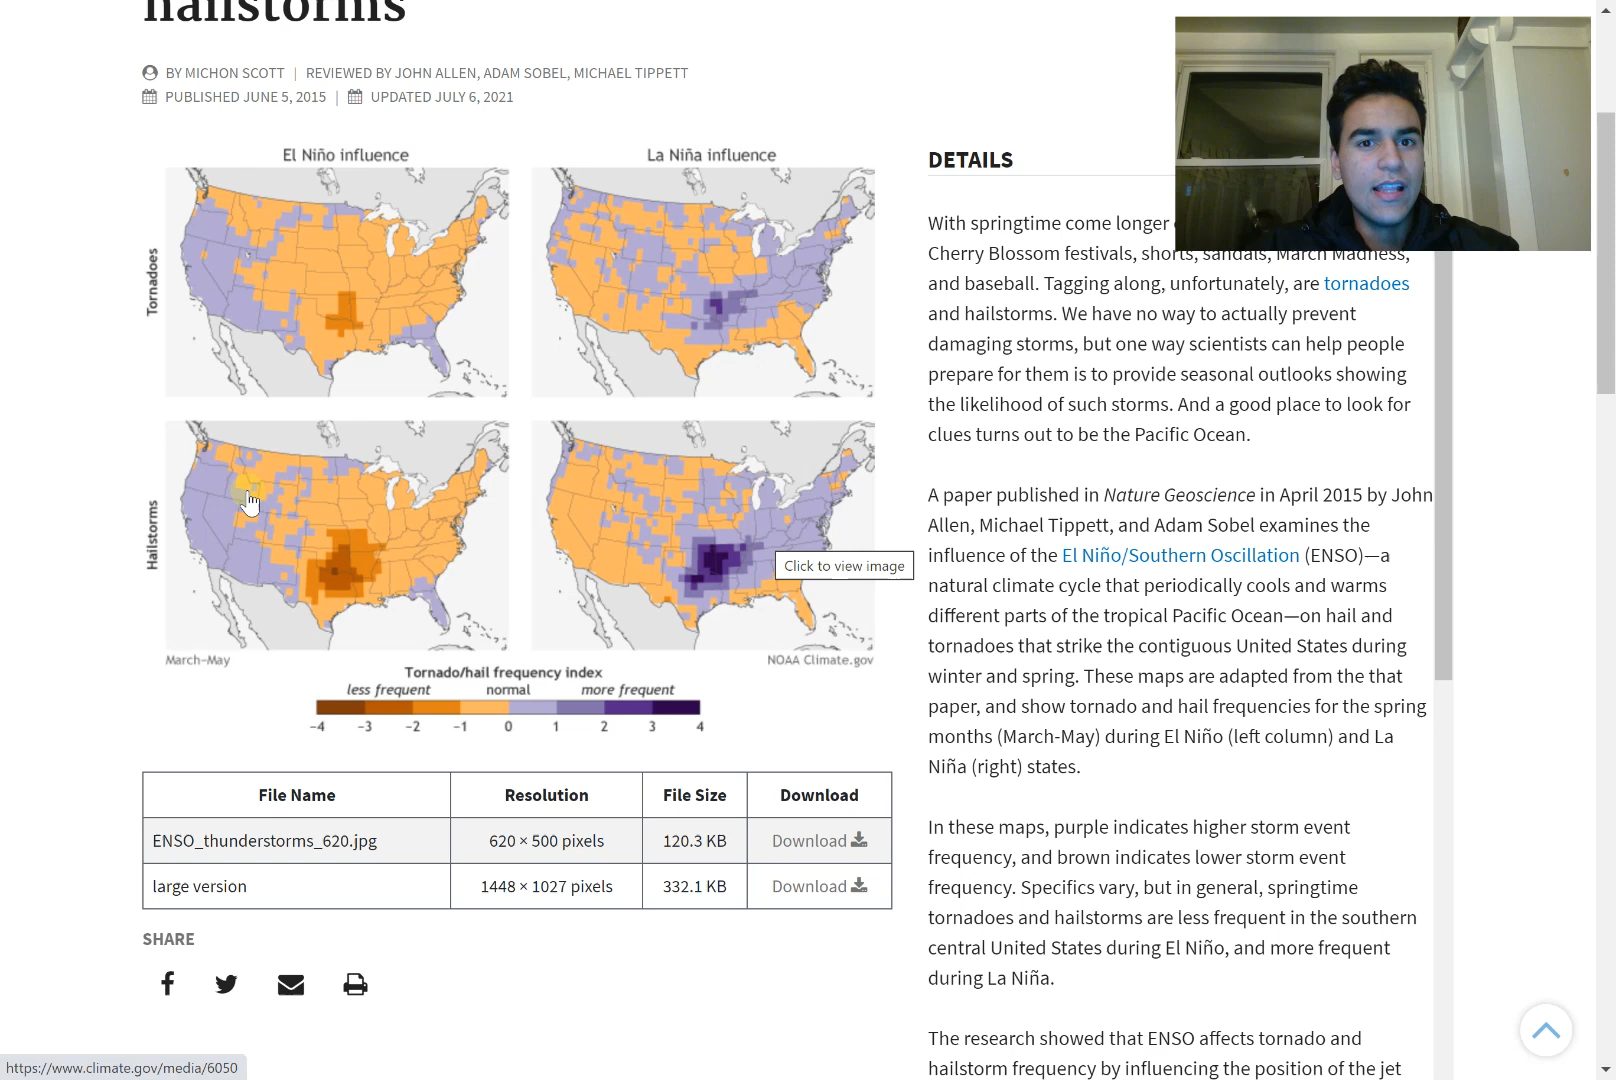 hailstorms
BY MICHON SCOTT | REVIEWED BY JOHN ALLEN, ADAM SOBEL, MICHAEL TIPPETT
PUBLISHED JUNE 5, 2015 | UPDATED JULY 6, 2021
El Niño influence
La Niña influence
Tornadoes
Hailstorms
Click to view image
March–May
NOAA Climate.gov
Tornado/hail frequency index
less frequent normal more frequent
−4 −3 −2 −1 0 1 2 3 4
File Name Resolution File Size Download
ENSO_thunderstorms_620.jpg 620 × 500 pixels 120.3 KB Download
large version 1448 × 1027 pixels 332.1 KB Download
SHARE
DETAILS
With springtime come longer
Cherry Blossom festivals, shorts, sandals, March Madness,
and baseball. Tagging along, unfortunately, are tornadoes
and hailstorms. We have no way to actually prevent
damaging storms, but one way scientists can help people
prepare for them is to provide seasonal outlooks showing
the likelihood of such storms. And a good place to look for
clues turns out to be the Pacific Ocean.
A paper published in Nature Geoscience in April 2015 by John
Allen, Michael Tippett, and Adam Sobel examines the
influence of the El Niño/Southern Oscillation (ENSO)—a
natural climate cycle that periodically cools and warms
different parts of the tropical Pacific Ocean—on hail and
tornadoes that strike the contiguous United States during
winter and spring. These maps are adapted from the that
paper, and show tornado and hail frequencies for the spring
months (March-May) during El Niño (left column) and La
Niña (right) states.
In these maps, purple indicates higher storm event
frequency, and brown indicates lower storm event
frequency. Specifics vary, but in general, springtime
tornadoes and hailstorms are less frequent in the southern
central United States during El Niño, and more frequent
during La Niña.
The research showed that ENSO affects tornado and
hailstorm frequency by influencing the position of the jet
https://www.climate.gov/media/6050